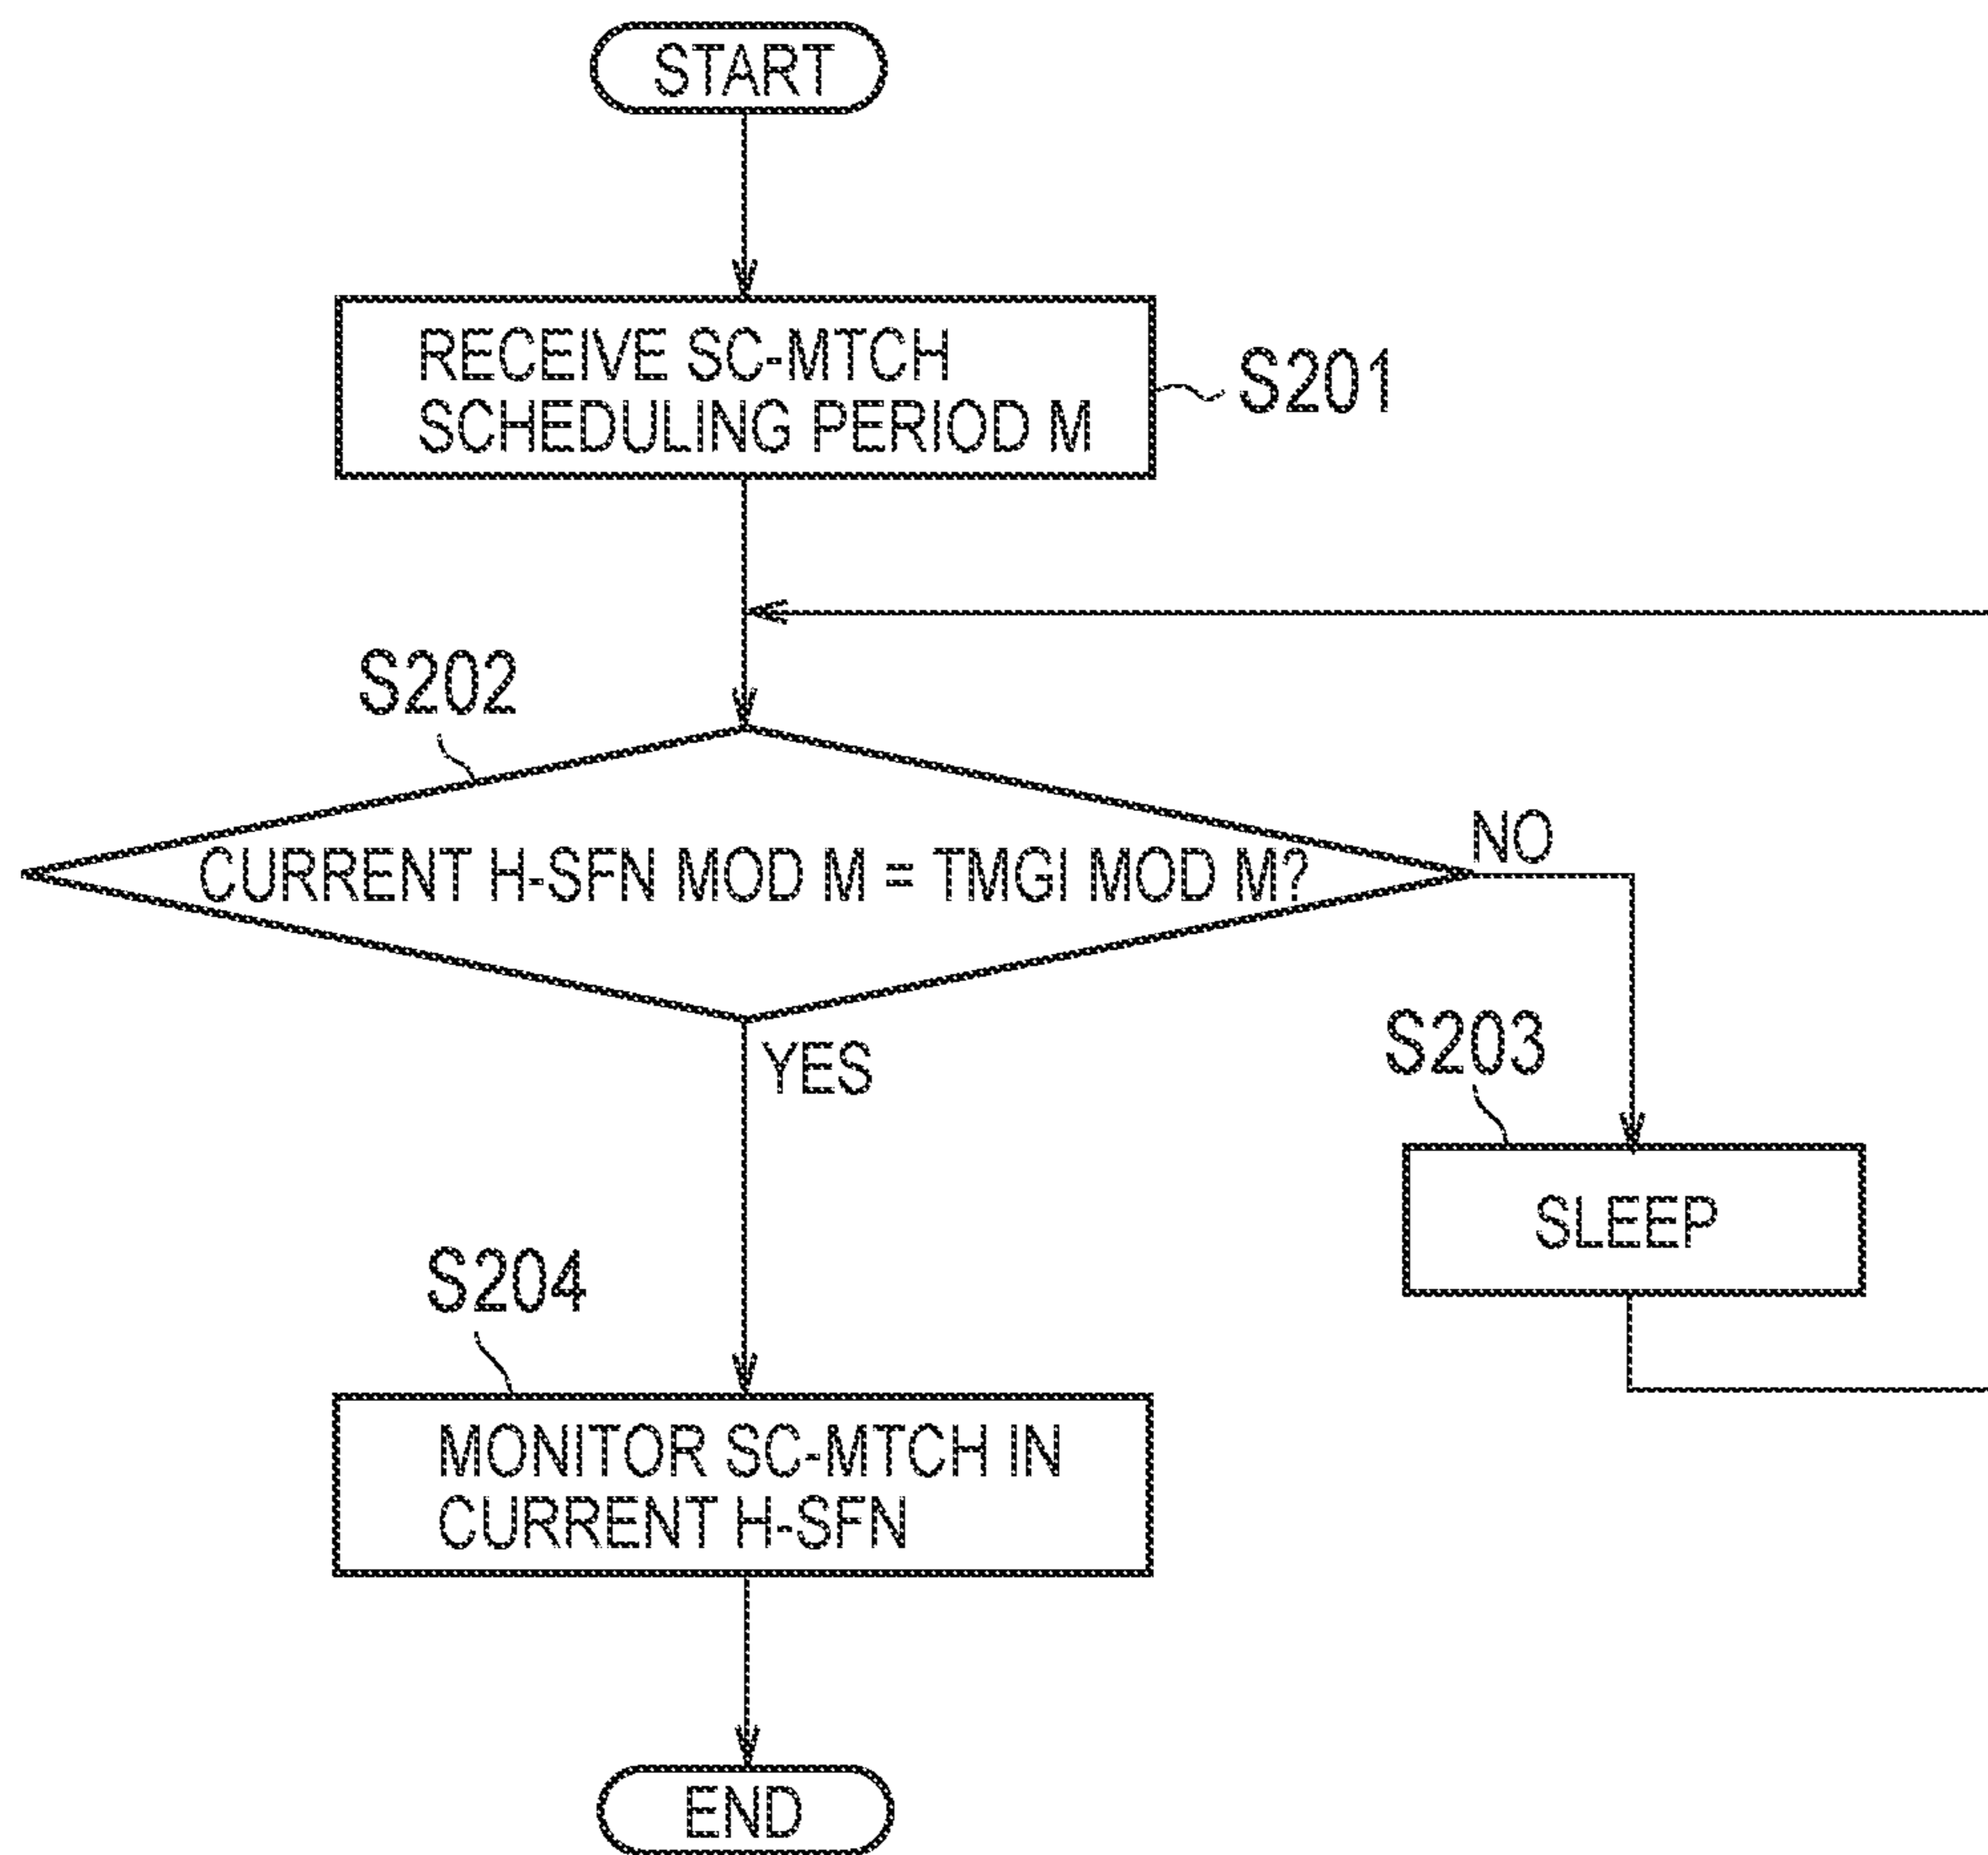 START
RECEIVE SC-MTCH
SCHEDULING PERIOD M
S201
S202
CURRENT H-SFN MOD M = TMGI MOD M?
NO
YES
S203
SLEEP
S204
MONITOR SC-MTCH IN
CURRENT H-SFN
END